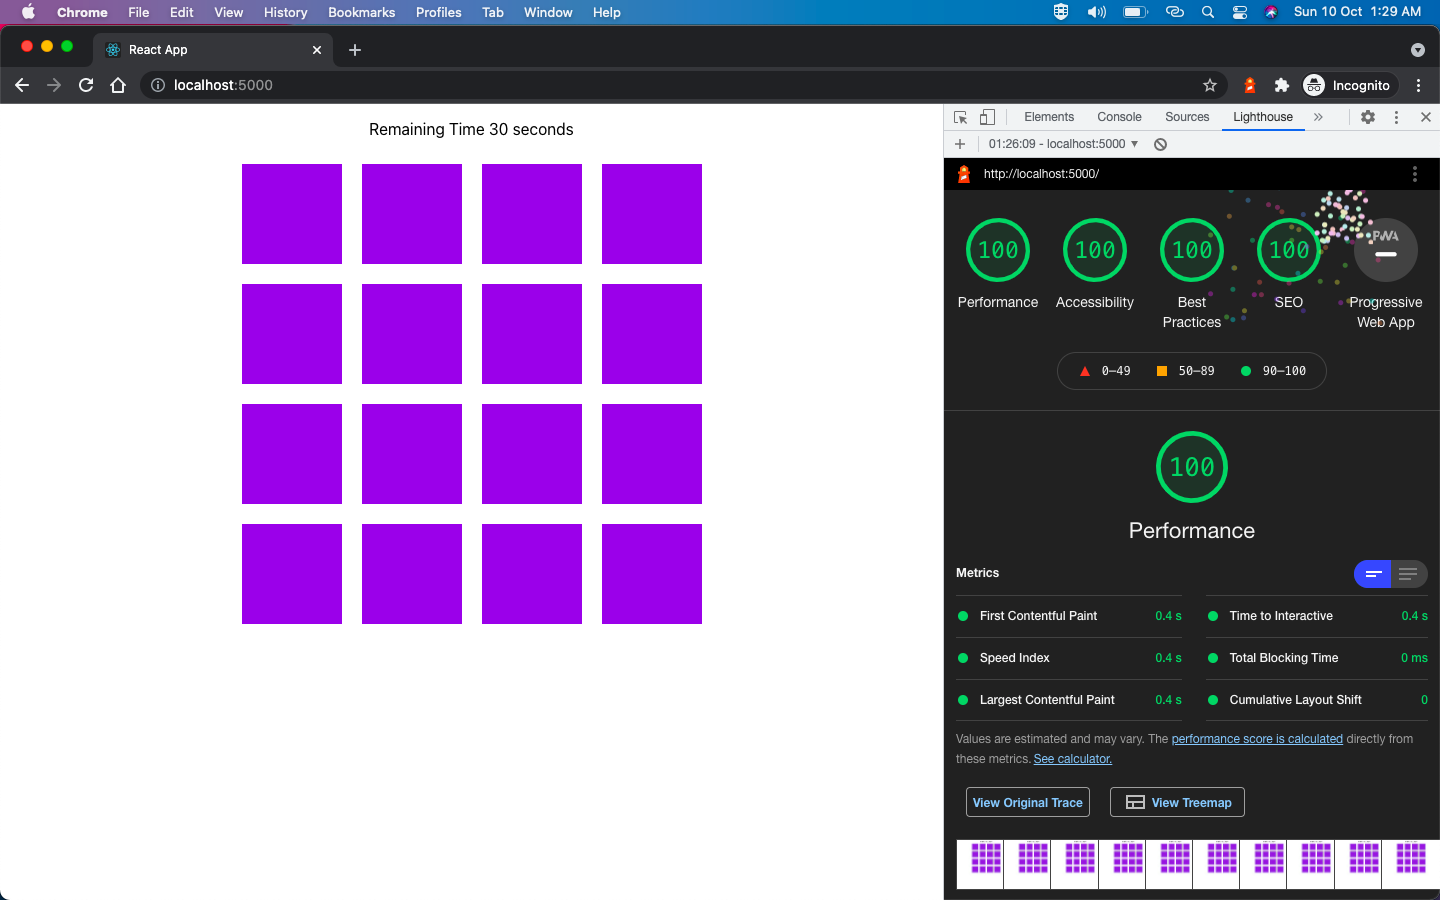 Chrome File Edit View History Bookmarks Profiles Tab Window Help Sun 10 Oct 1:29 AM
React App
localhost:5000 Incognito
Remaining Time 30 seconds
Elements Console Sources Lighthouse
01:26:09 - localhost:5000
http://localhost:5000/
100 100 100 100 PWA
Performance Accessibility Best Practices SEO Progressive Web App
0–49 50–89 90–100
100
Performance
Metrics
First Contentful Paint 0.4 s Time to Interactive 0.4 s
Speed Index 0.4 s Total Blocking Time 0 ms
Largest Contentful Paint 0.4 s Cumulative Layout Shift 0
Values are estimated and may vary. The performance score is calculated directly from
these metrics. See calculator.
View Original Trace View Treemap